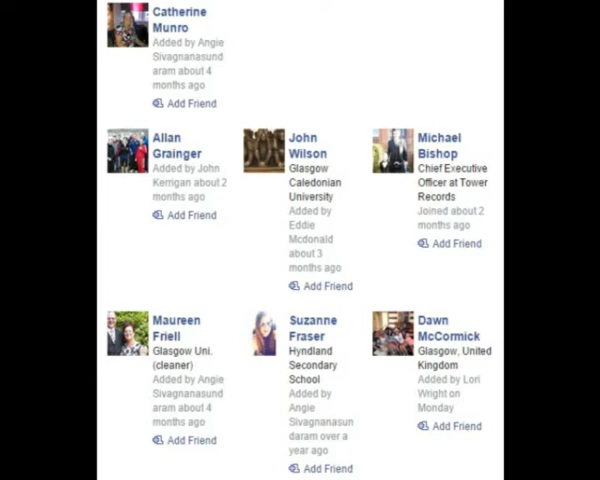 Catherine
Munro
Added by Angie
Sivagnanasund
aram about 4
months ago
Add Friend
Allan
Grainger
Added by John
Kerrigan about 2
months ago
Add Friend
John
Wilson
Glasgow
Caledonian
University
Added by
Eddie
Mcdonald
about 3
months ago
Add Friend
Michael
Bishop
Chief Executive
Officer at Tower
Records
Joined about 2
months ago
Add Friend
Maureen
Friell
Glasgow Uni.
(cleaner)
Added by Angie
Sivagnanasund
aram about 4
months ago
Add Friend
Suzanne
Fraser
Hyndland
Secondary
School
Added by
Angie
Sivagnanasun
daram over a
year ago
Add Friend
Dawn
McCormick
Glasgow, United
Kingdom
Added by Lori
Wright on
Monday
Add Friend